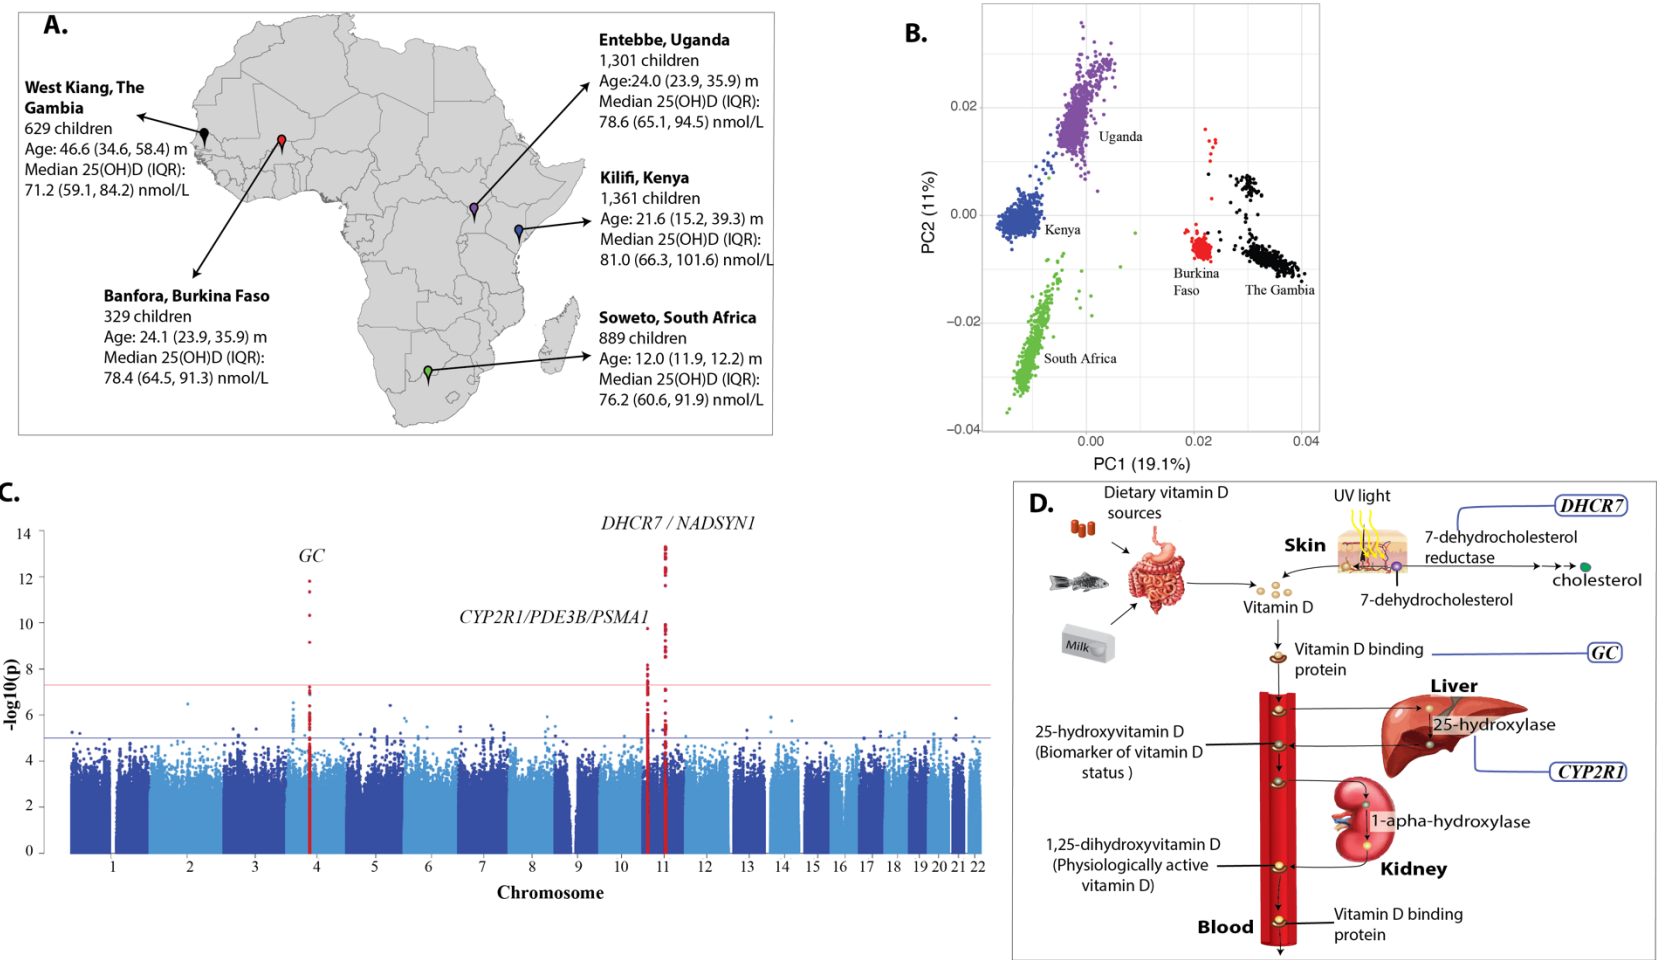 A.
West Kiang, The
Gambia
629 children
Age: 46.6 (34.6, 58.4) m
Median 25(OH)D (IQR):
71.2 (59.1, 84.2) nmol/L
Banfora, Burkina Faso
329 children
Age: 24.1 (23.9, 35.9) m
Median 25(OH)D (IQR):
78.4 (64.5, 91.3) nmol/L
Entebbe, Uganda
1,301 children
Age:24.0 (23.9, 35.9) m
Median 25(OH)D (IQR):
78.6 (65.1, 94.5) nmol/L
Kilifi, Kenya
1,361 children
Age: 21.6 (15.2, 39.3) m
Median 25(OH)D (IQR):
81.0 (66.3, 101.6) nmol/L
Soweto, South Africa
889 children
Age: 12.0 (11.9, 12.2) m
Median 25(OH)D (IQR):
76.2 (60.6, 91.9) nmol/L
B.
PC2 (11%)
0.02
0.00
−0.02
−0.04
Uganda
Kenya
South Africa
Burkina
Faso
The Gambia
0.00 0.02 0.04
PC1 (19.1%)
C.
-log10(p)
14
12
10
8
6
4
2
0
GC
CYP2R1/PDE3B/PSMA1
DHCR7 / NADSYN1
1 2 3 4 5 6 7 8 9 10 11 12 13 14 15 16 17 18 19 20 21 22
Chromosome
D.
Dietary vitamin D
sources
Milk
UV light
Skin
DHCR7
7-dehydrocholesterol
reductase
cholesterol
7-dehydrocholesterol
Vitamin D
Vitamin D binding
protein
GC
Liver
25-hydroxylase
25-hydroxyvitamin D
(Biomarker of vitamin D
status )
CYP2R1
1-apha-hydroxylase
Kidney
1,25-dihydroxyvitamin D
(Physiologically active
vitamin D)
Blood
Vitamin D binding
protein